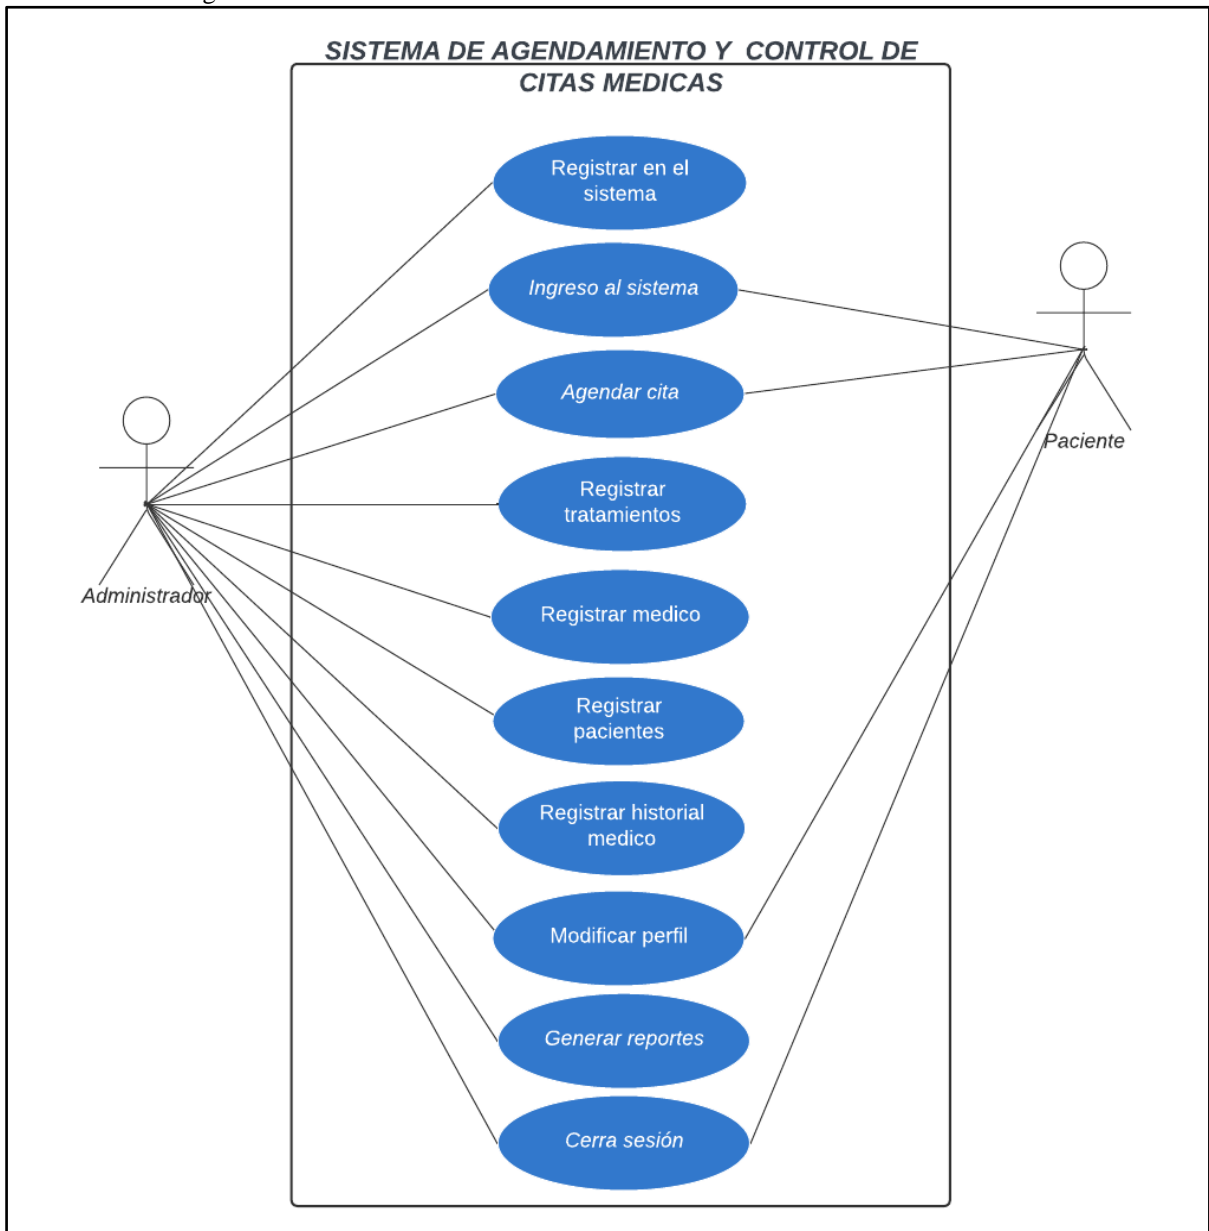 SISTEMA DE AGENDAMIENTO Y CONTROL DE
CITAS MEDICAS
Registrar en el
sistema
Ingreso al sistema
Agendar cita
Paciente
Registrar
tratamientos
Administrador
Registrar medico
Registrar
pacientes
Registrar historial
medico
Modificar perfil
Generar reportes
Cerra sesión